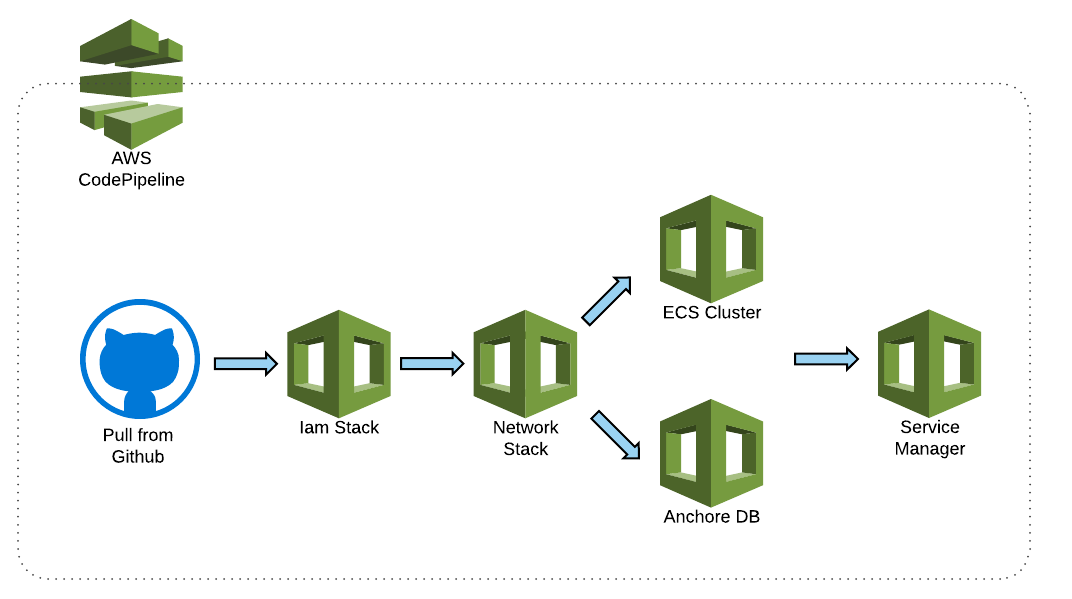 AWS
CodePipeline
Pull from
Github
Iam Stack
Network
Stack
ECS Cluster
Anchore DB
Service
Manager